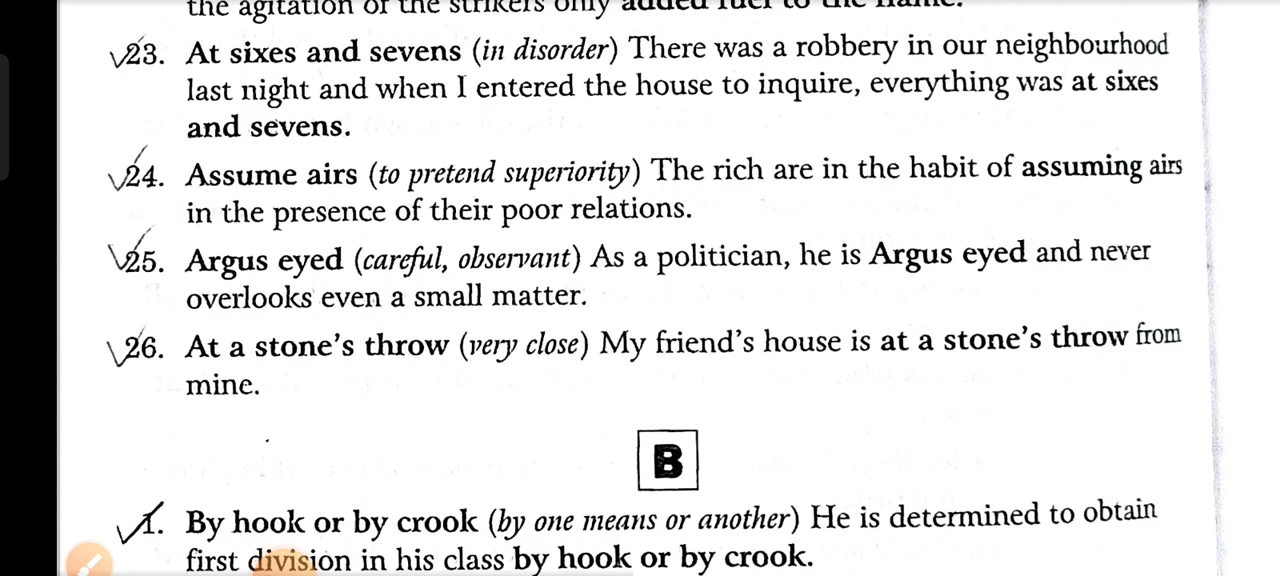 the agitation of the strikers only added fuel to the flame.
23. At sixes and sevens (in disorder) There was a robbery in our neighbourhood
last night and when I entered the house to inquire, everything was at sixes
and sevens.
24. Assume airs (to pretend superiority) The rich are in the habit of assuming airs
in the presence of their poor relations.
25. Argus eyed (careful, observant) As a politician, he is Argus eyed and never
overlooks even a small matter.
26. At a stone's throw (very close) My friend's house is at a stone's throw from
mine.
B
1. By hook or by crook (by one means or another) He is determined to obtain
first division in his class by hook or by crook.